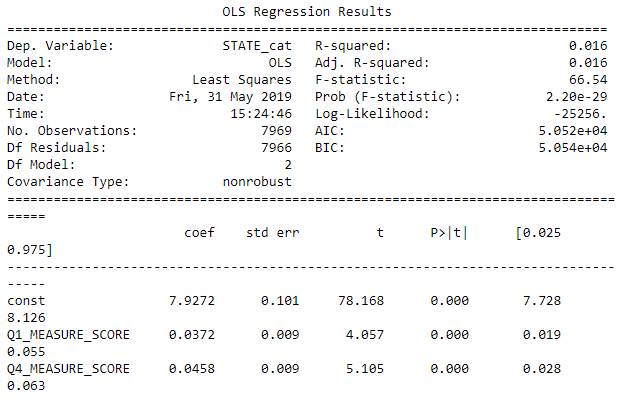 OLS Regression Results
==============================================================================
Dep. Variable: STATE_cat R-squared: 0.016
Model: OLS Adj. R-squared: 0.016
Method: Least Squares F-statistic: 66.54
Date: Fri, 31 May 2019 Prob (F-statistic): 2.20e-29
Time: 15:24:46 Log-Likelihood: -25256.
No. Observations: 7969 AIC: 5.052e+04
Df Residuals: 7966 BIC: 5.054e+04
Df Model: 2
Covariance Type: nonrobust
==============================================================================
=====
coef std err t P>|t| [0.025
0.975]
------------------------------------------------------------------------------
-----
const 7.9272 0.101 78.168 0.000 7.728
8.126
Q1_MEASURE_SCORE 0.0372 0.009 4.057 0.000 0.019
0.055
Q4_MEASURE_SCORE 0.0458 0.009 5.105 0.000 0.028
0.063